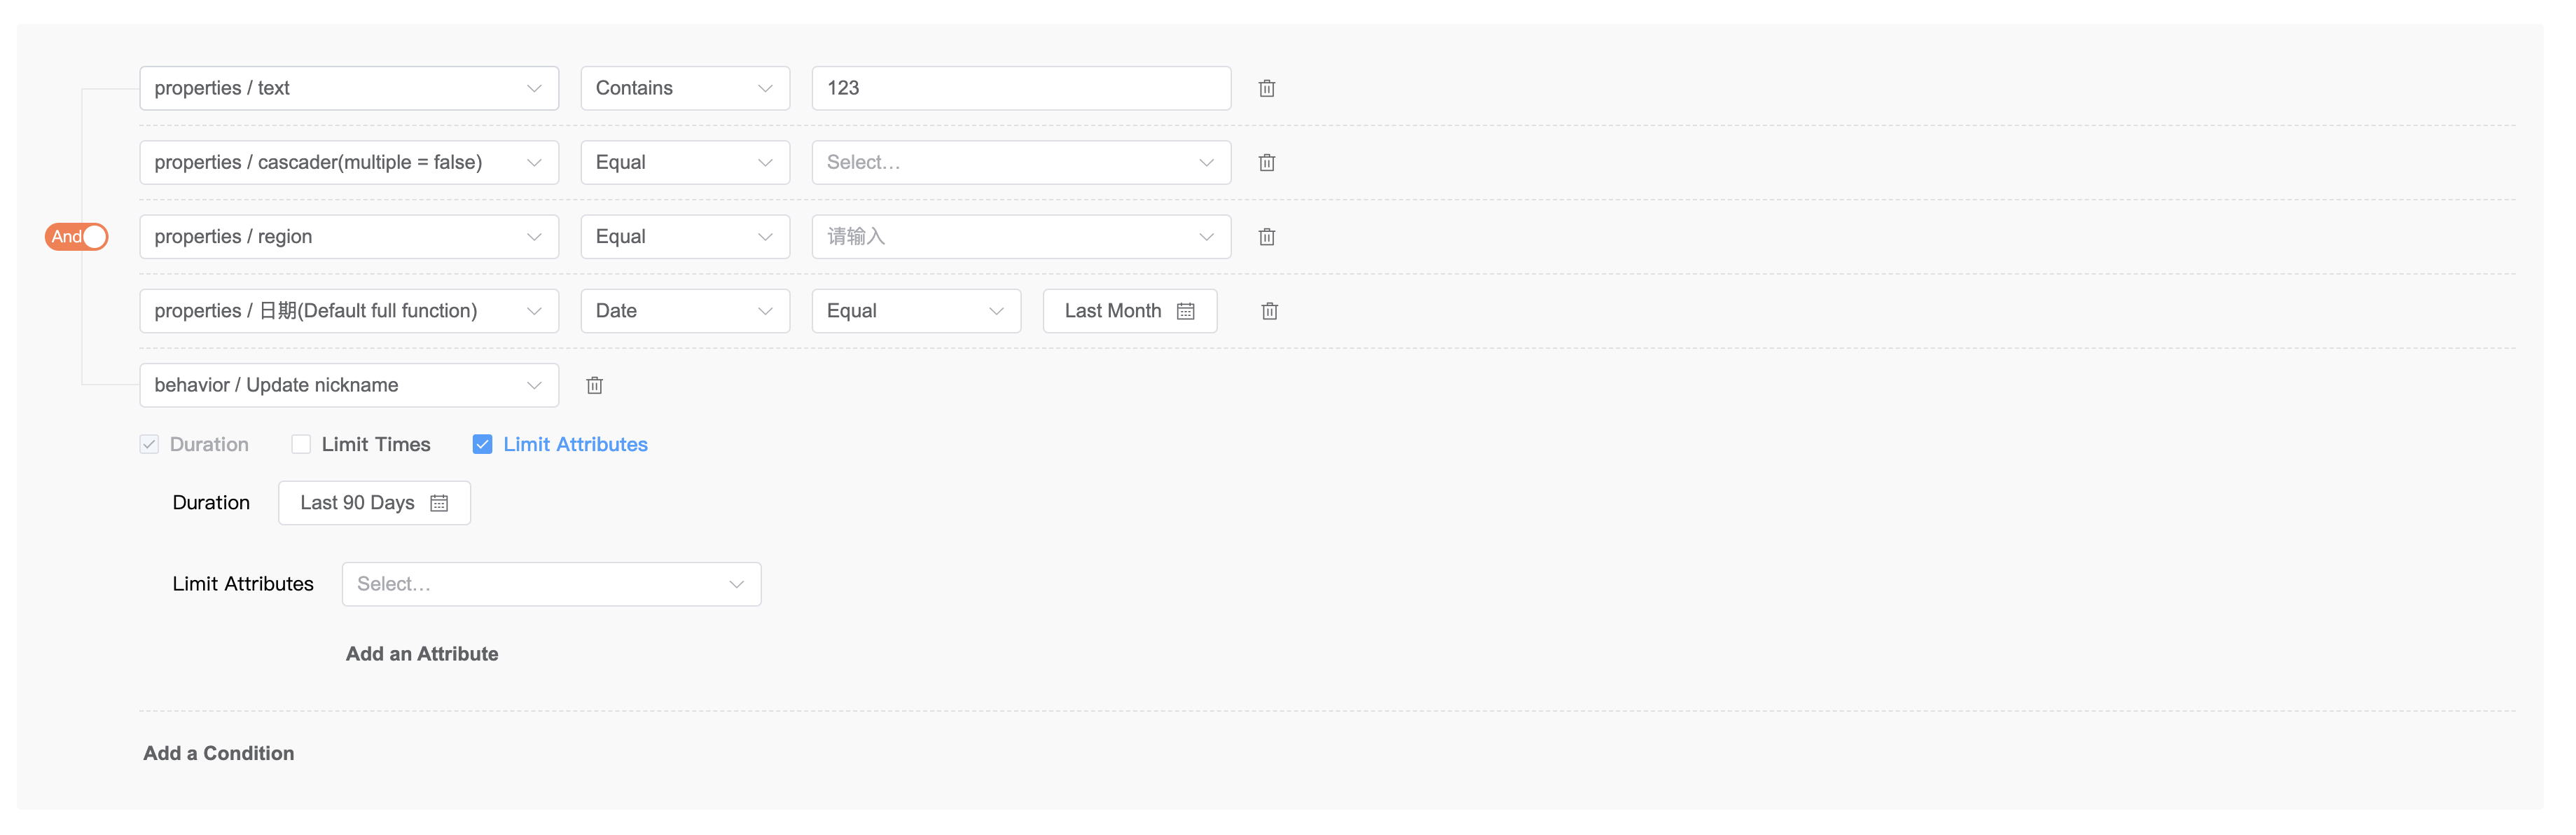 properties / text Contains 123
properties / cascader(multiple = false) Equal Select...
And properties / region Equal 请输入
properties / 日期(Default full function) Date Equal Last Month
behavior / Update nickname
Duration Limit Times Limit Attributes
Duration Last 90 Days
Limit Attributes Select...
Add an Attribute
Add a Condition